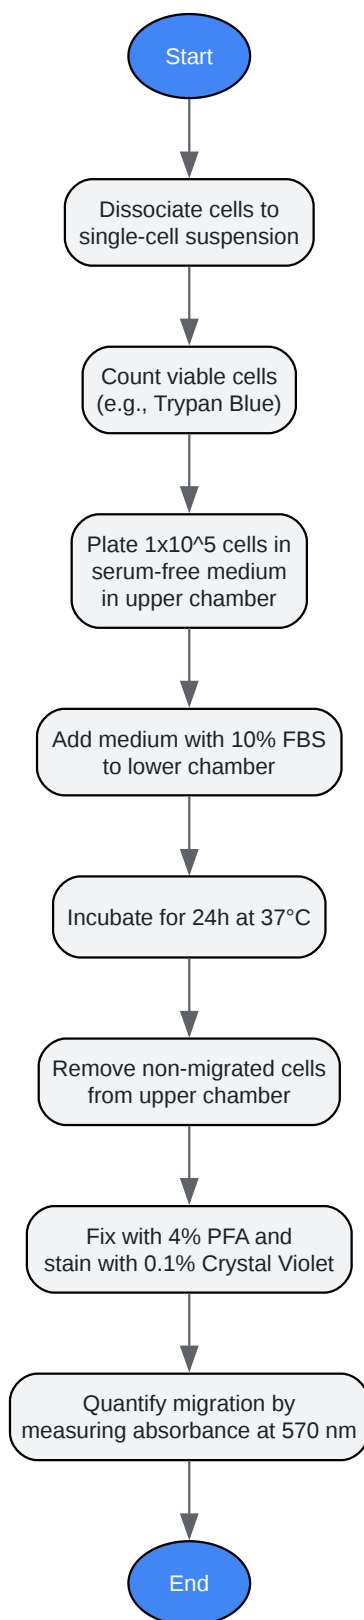 Start
Dissociate cells to
single-cell suspension
Count viable cells
(e.g., Trypan Blue)
Plate 1x10^5 cells in
serum-free medium
in upper chamber
Add medium with 10% FBS
to lower chamber
Incubate for 24h at 37°C
Remove non-migrated cells
from upper chamber
Fix with 4% PFA and
stain with 0.1% Crystal Violet
Quantify migration by
measuring absorbance at 570 nm
End